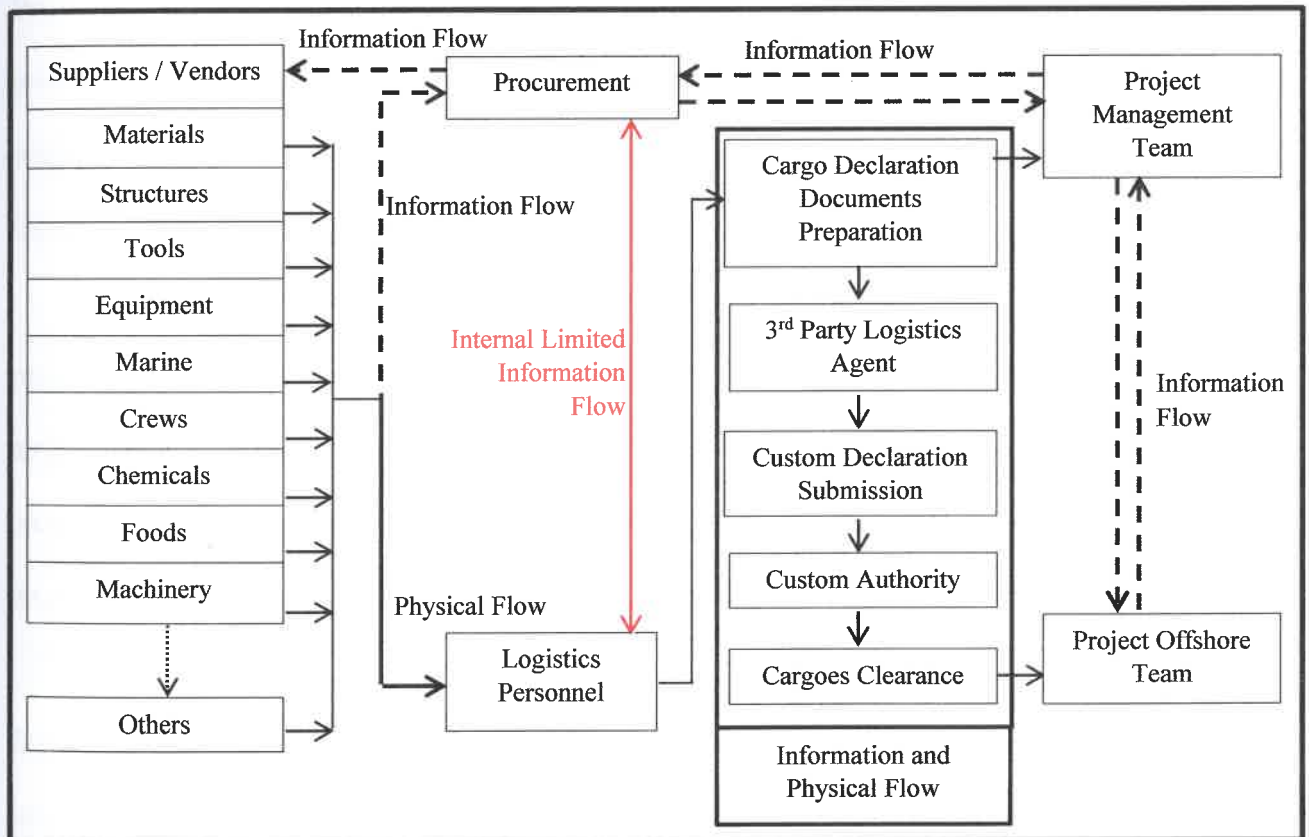 Information Flow
Information Flow
Suppliers / Vendors
Procurement
Project
Management
Team
Materials
Structures
Tools
Equipment
Marine
Crews
Chemicals
Foods
Machinery
Others
Information Flow
Internal Limited
Information
Flow
Physical Flow
Logistics
Personnel
Cargo Declaration
Documents
Preparation
3rd Party Logistics
Agent
Custom Declaration
Submission
Custom Authority
Cargoes Clearance
Information and
Physical Flow
Information
Flow
Project Offshore
Team